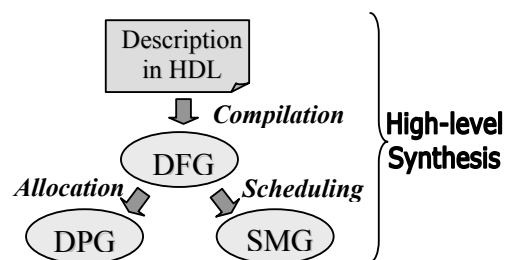 Description
in HDL
Compilation
High-level
Synthesis
DFG
Allocation
Scheduling
DPG
SMG